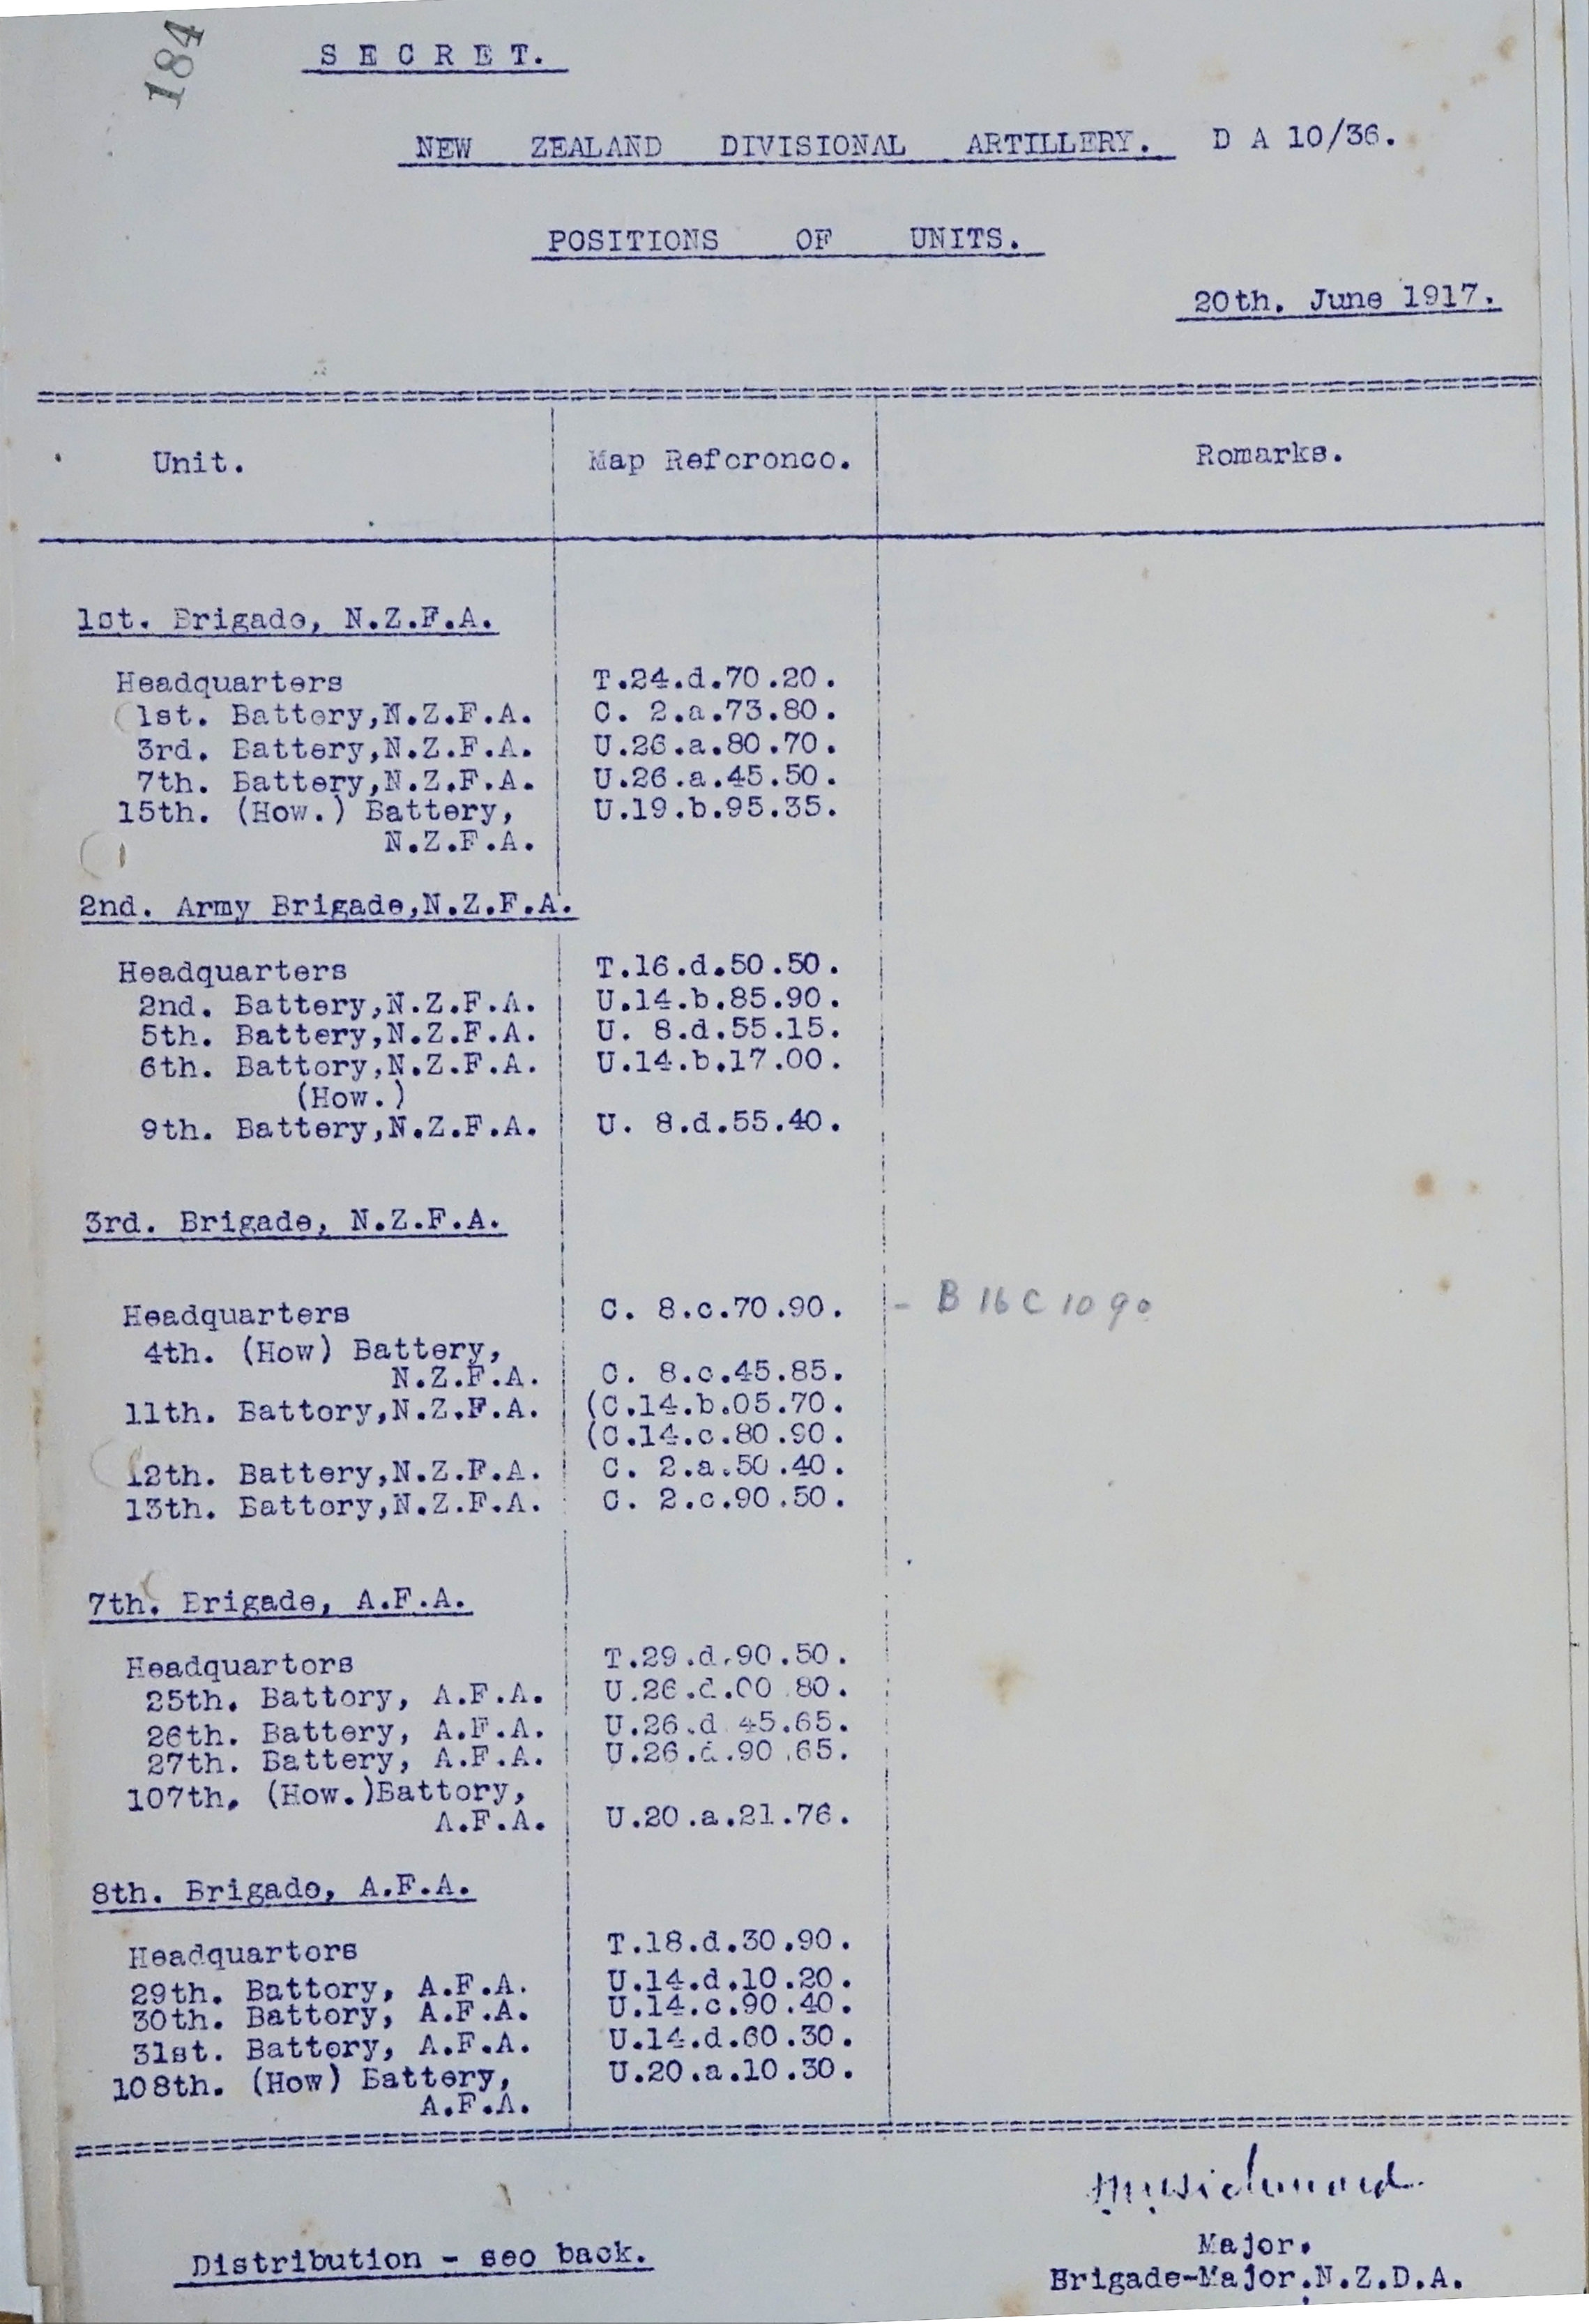 184
SECRET.
NEW ZEALAND DIVISIONAL ARTILLERY. D A 10/36.
POSITIONS OF UNITS.
20th. June 1917.
Unit. Map Reference. Remarks.
1st. Brigade, N.Z.F.A.
Headquarters T.24.d.70.20.
1st. Battery,N.Z.F.A. C. 2.a.73.80.
3rd. Battery,N.Z.F.A. U.26.a.80.70.
7th. Battery,N.Z.F.A. U.26.a.45.50.
15th. (How.) Battery, U.19.b.95.35.
N.Z.F.A.
2nd. Army Brigade,N.Z.F.A.
Headquarters T.16.d.50.50.
2nd. Battery,N.Z.F.A. U.14.b.85.90.
5th. Battery,N.Z.F.A. U. 8.d.55.15.
6th. Battery,N.Z.F.A. U.14.b.17.00.
(How.)
9th. Battery,N.Z.F.A. U. 8.d.55.40.
3rd. Brigade, N.Z.F.A.
Headquarters C. 8.c.70.90. - B 16 C 10 90
4th. (How) Battery,
N.Z.F.A. C. 8.c.45.85.
11th. Battery,N.Z.F.A. (C.14.b.05.70.
(C.14.c.80.90.
12th. Battery,N.Z.F.A. C. 2.a.50.40.
13th. Battery,N.Z.F.A. C. 2.c.90.50.
7th. Brigade, A.F.A.
Headquarters T.29.d.90.50.
25th. Battery, A.F.A. U.26.d.00.80.
26th. Battery, A.F.A. U.26.d.45.65.
27th. Battery, A.F.A. U.26.d.90.65.
107th. (How.)Battery,
A.F.A. U.20.a.21.76.
8th. Brigade, A.F.A.
Headquarters T.18.d.30.90.
29th. Battery, A.F.A. U.14.d.10.20.
30th. Battery, A.F.A. U.14.c.90.40.
31st. Battery, A.F.A. U.14.d.60.30.
108th. (How) Battery, U.20.a.10.30.
A.F.A.
Major.
Distribution - see back.
Brigade-Major.N.Z.D.A.